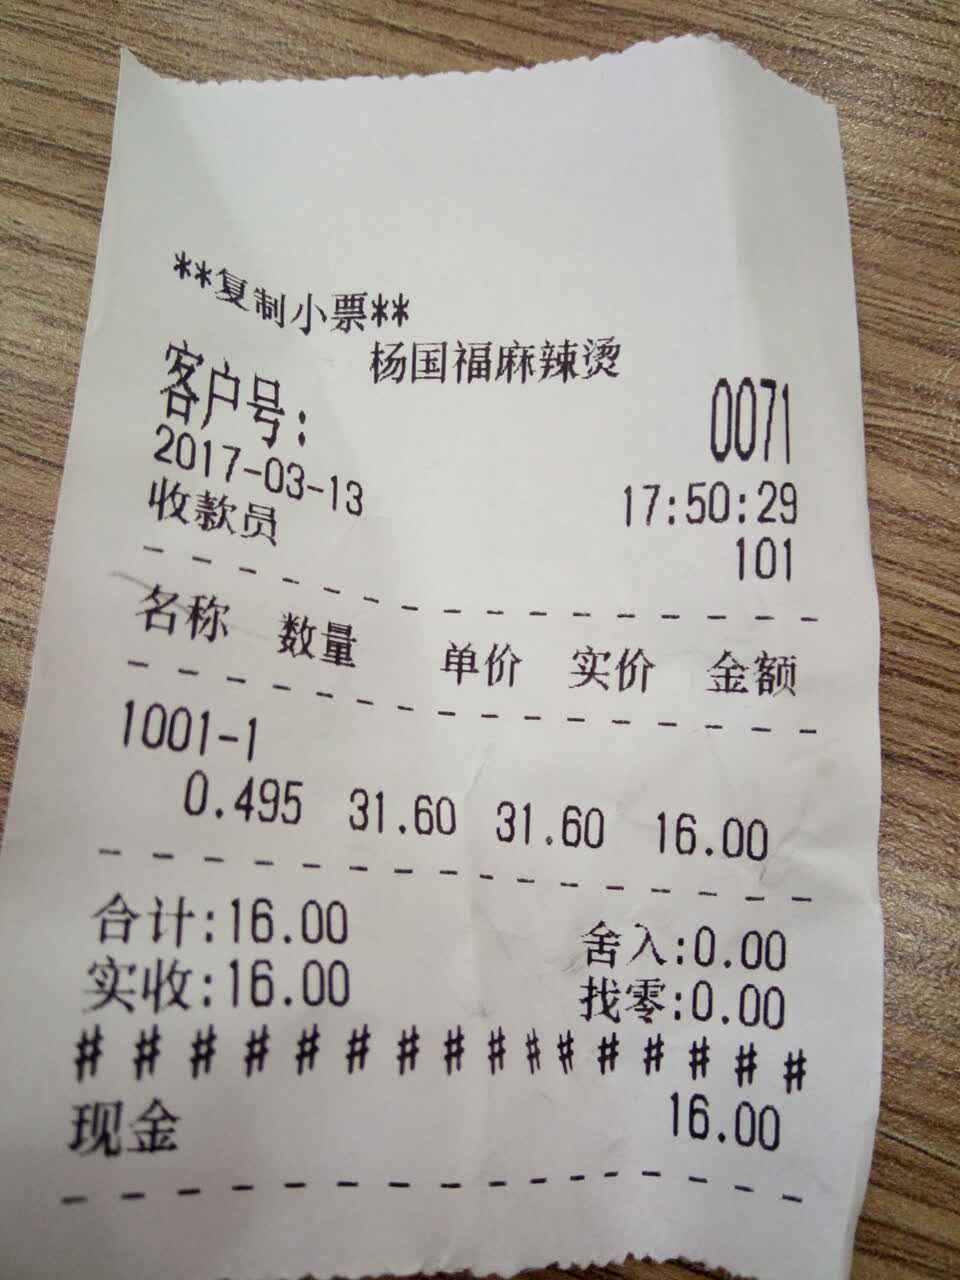 **复制小票**
杨国福麻辣烫
客户号: 0071
2017-03-13 17:50:29
收款员 101
- - - - - - - - - - - - - - - -
名称 数量 单价 实价 金额
- - - - - - - - - - - - - - - -
1001-1
0.495 31.60 31.60 16.00
- - - - - - - - - - - - - - - -
合计:16.00 舍入:0.00
实收:16.00 找零:0.00
# # # # # # # # # # # # # # # #
现金 16.00
- - - - - - - - - - - - - - - -